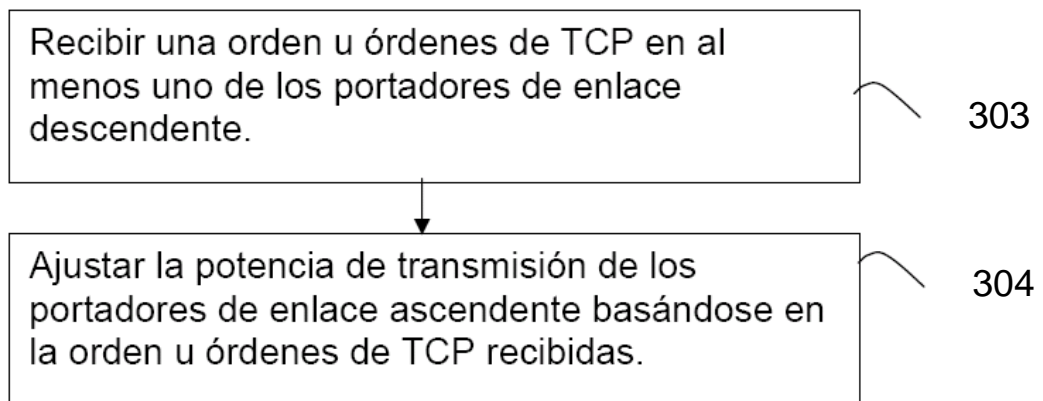 Recibir una orden u órdenes de TCP en al
menos uno de los portadores de enlace
descendente.
303
Ajustar la potencia de transmisión de los
portadores de enlace ascendente basándose en
la orden u órdenes de TCP recibidas.
304